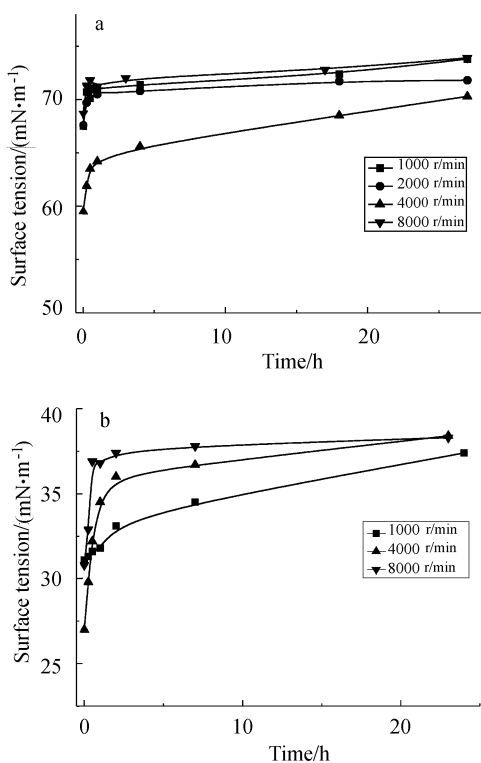 a
70
60
50
0
10
20
Surface tension/(mN•m⁻¹)
Time/h
1000 r/min
2000 r/min
4000 r/min
8000 r/min
b
40
35
30
25
0
10
20
Surface tension/(mN•m⁻¹)
Time/h
1000 r/min
4000 r/min
8000 r/min